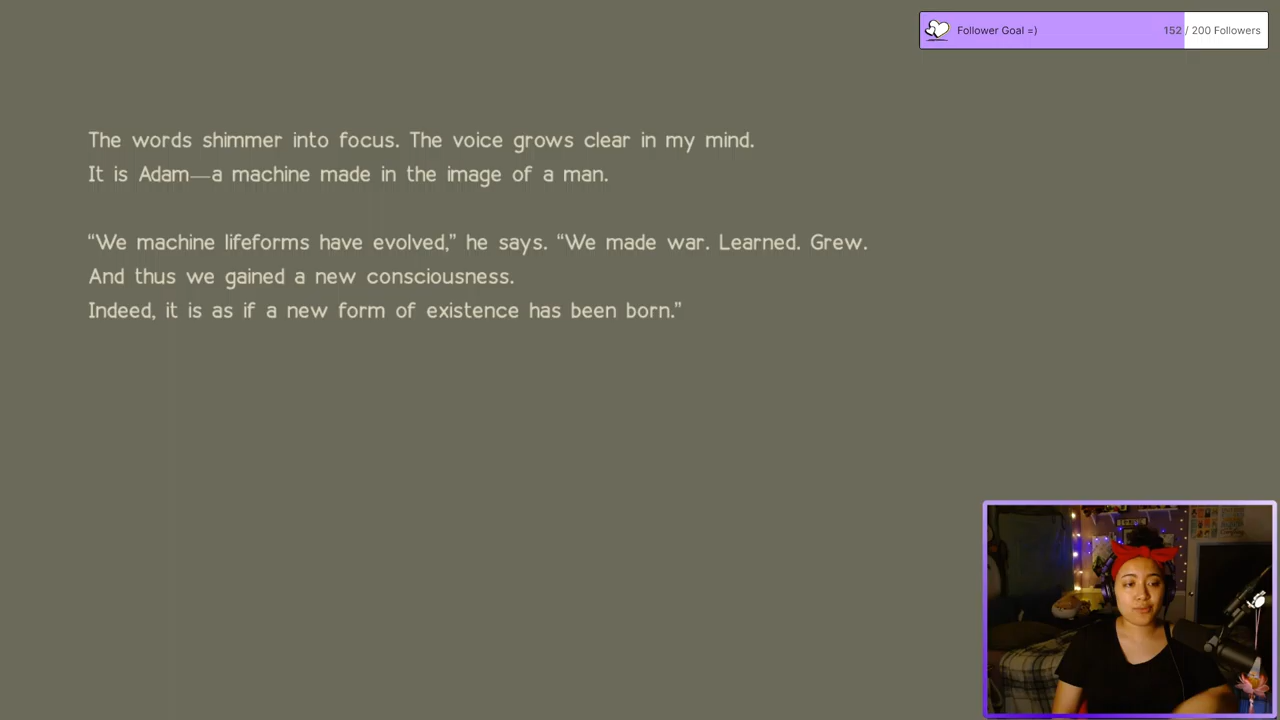 Follower Goal =)
152 / 200 Followers
The words shimmer into focus. The voice grows clear in my mind.
It is Adam—a machine made in the image of a man.
“We machine lifeforms have evolved,” he says. “We made war. Learned. Grew.
And thus we gained a new consciousness.
Indeed, it is as if a new form of existence has been born.”